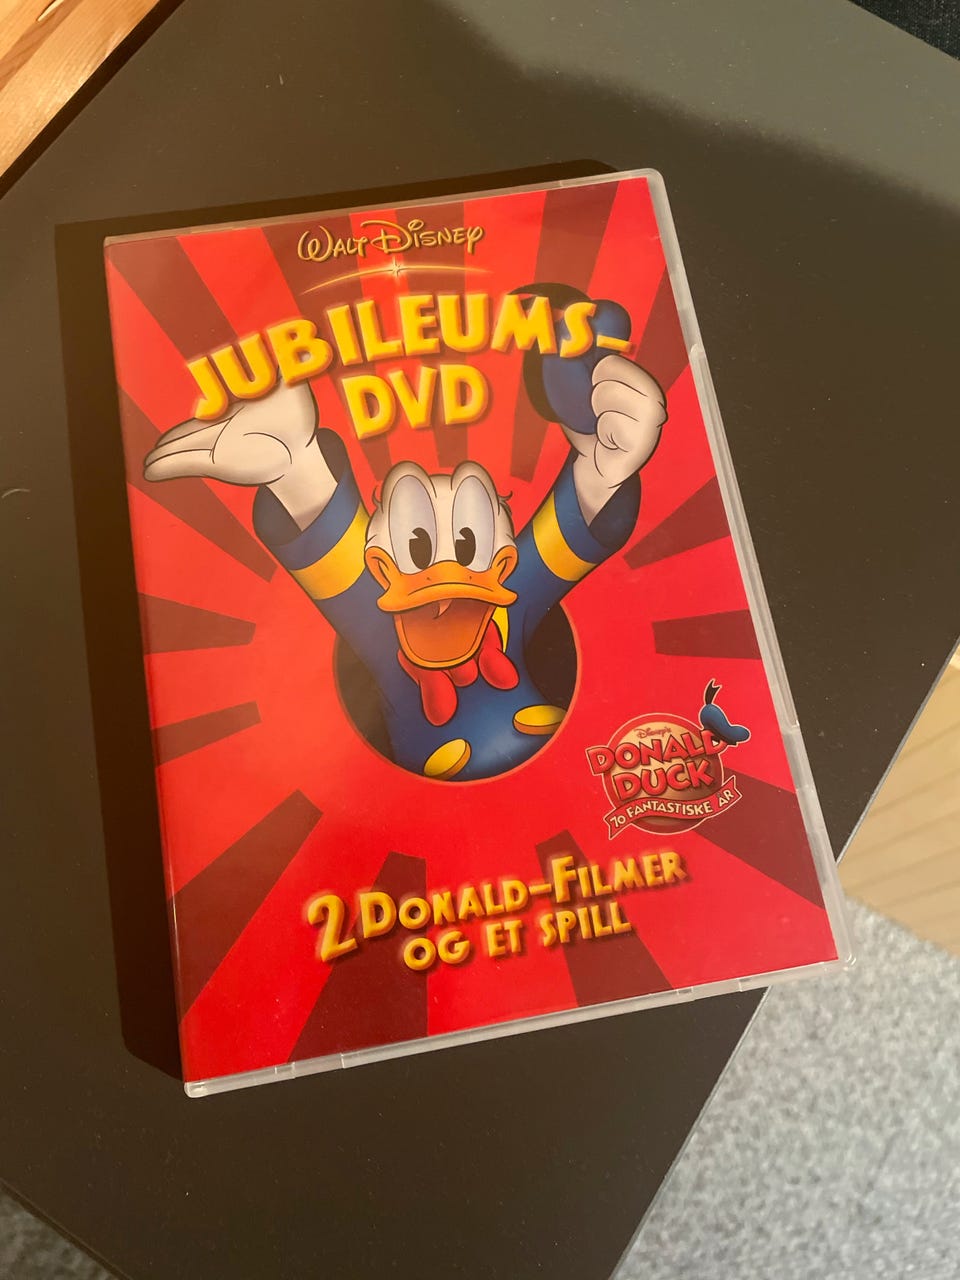 WALT DISNEY
JUBILEUMS-
DVD
Disney's
DONALD
DUCK
70 FANTASTISKE ÅR
2 DONALD-FILMER
OG ET SPILL